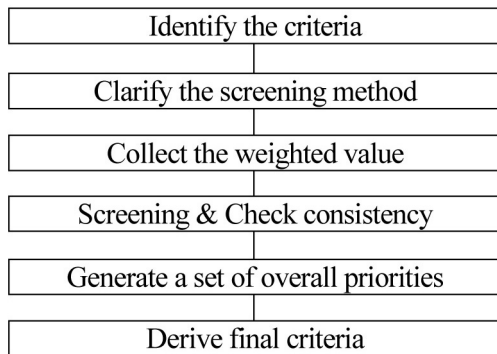 Identify the criteria
Clarify the screening method
Collect the weighted value
Screening & Check consistency
Generate a set of overall priorities
Derive final criteria